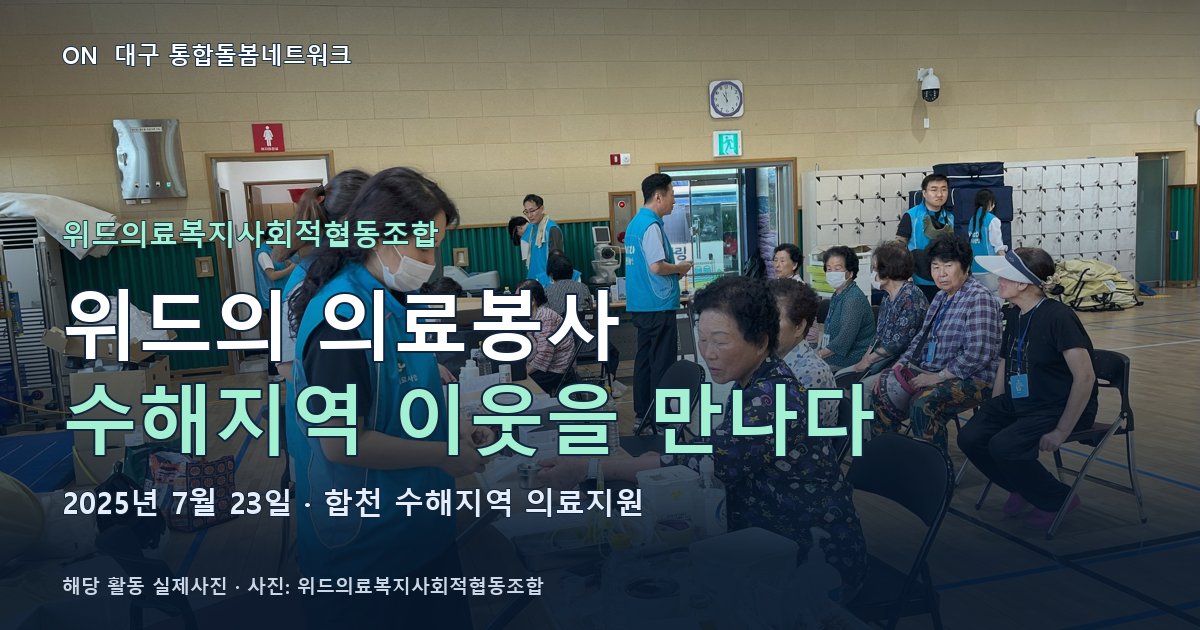 ON 대구 통합돌봄네트워크
위드의료복지사회적협동조합
위드의 의료봉사
수해지역 이웃을 만나다
2025년 7월 23일 · 합천 수해지역 의료지원
해당 활동 실제사진 · 사진: 위드의료복지사회적협동조합